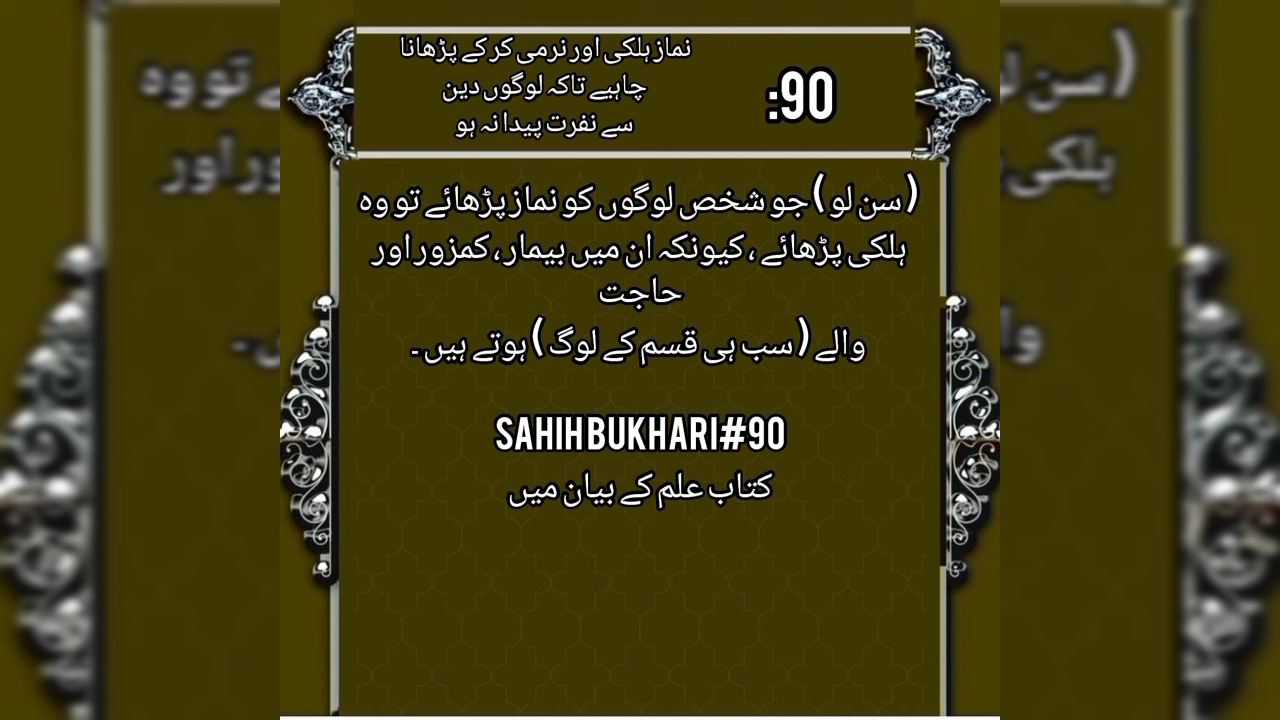 نماز ہلکی اور نرمی کر کے پڑھانا
چاہیے تاکہ لوگوں دین
سے نفرت پیدا نہ ہو
90:
(سن لو) جو شخص لوگوں کو نماز پڑھائے تو وہ
ہلکی پڑھائے، کیونکہ ان میں بیمار، کمزور اور
حاجت
والے (سب ہی قسم کے لوگ) ہوتے ہیں۔
SAHIH BUKHARI#90
کتاب علم کے بیان میں